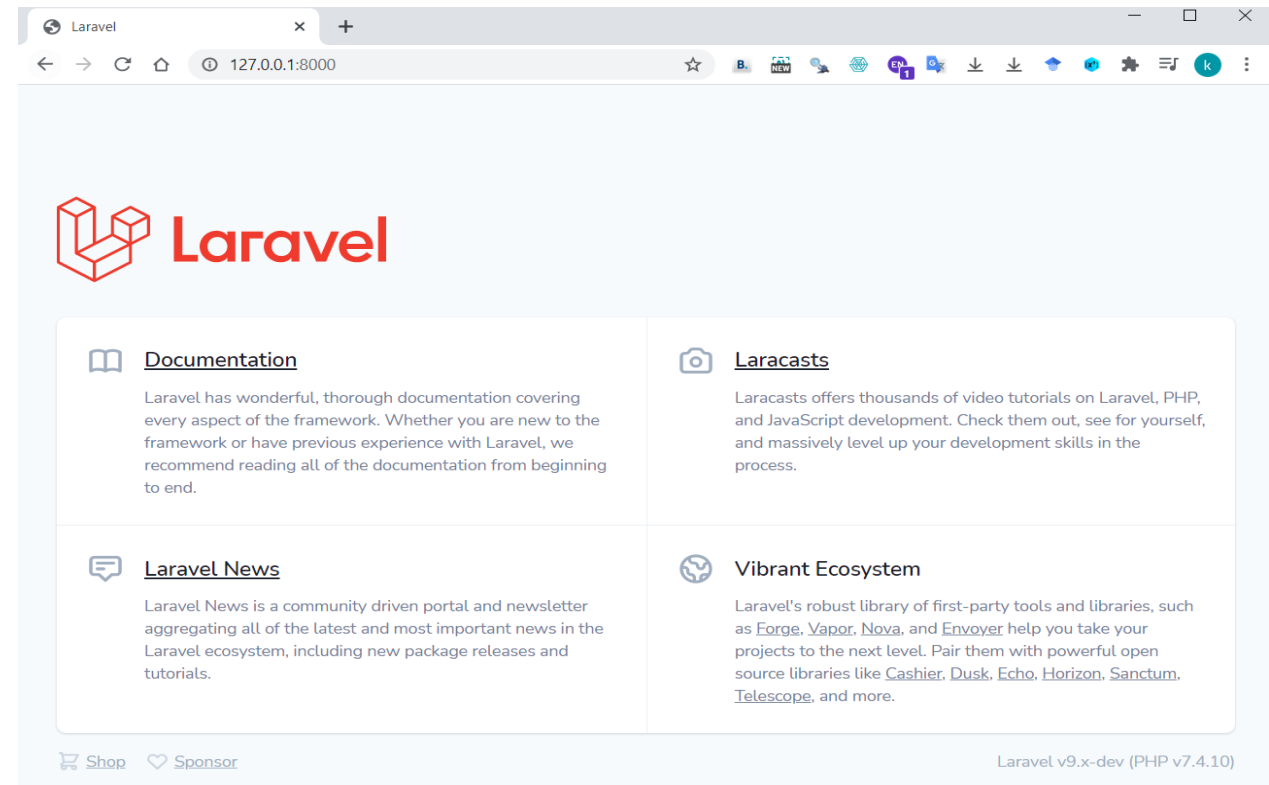 Laravel
127.0.0.1:8000
B.
NEW
EN
1
G
k
Laravel
Documentation
Laravel has wonderful, thorough documentation covering
every aspect of the framework. Whether you are new to the
framework or have previous experience with Laravel, we
recommend reading all of the documentation from beginning
to end.
Laracasts
Laracasts offers thousands of video tutorials on Laravel, PHP,
and JavaScript development. Check them out, see for yourself,
and massively level up your development skills in the
process.
Laravel News
Laravel News is a community driven portal and newsletter
aggregating all of the latest and most important news in the
Laravel ecosystem, including new package releases and
tutorials.
Vibrant Ecosystem
Laravel's robust library of first-party tools and libraries, such
as Forge, Vapor, Nova, and Envoyer help you take your
projects to the next level. Pair them with powerful open
source libraries like Cashier, Dusk, Echo, Horizon, Sanctum,
Telescope, and more.
Shop
Sponsor
Laravel v9.x-dev (PHP v7.4.10)